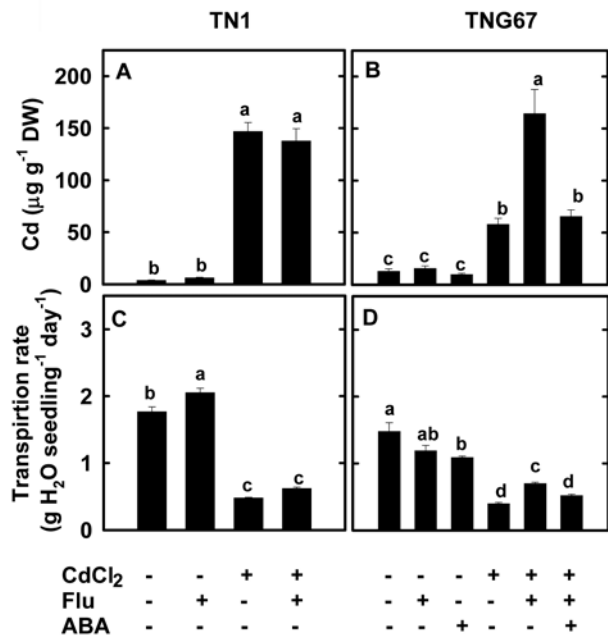 TN1 TNG67
A B
200
150
100
50
0
Cd (µg g⁻¹ DW)
b b a a
c c c b a b
C D
3
2
1
0
Transpirtion rate
(g H₂O seedling⁻¹ day⁻¹)
b a c c
a ab b d c d
CdCl₂ - - + + - - - + + +
Flu - + - + - + - - + +
ABA - - - - - - + - - +